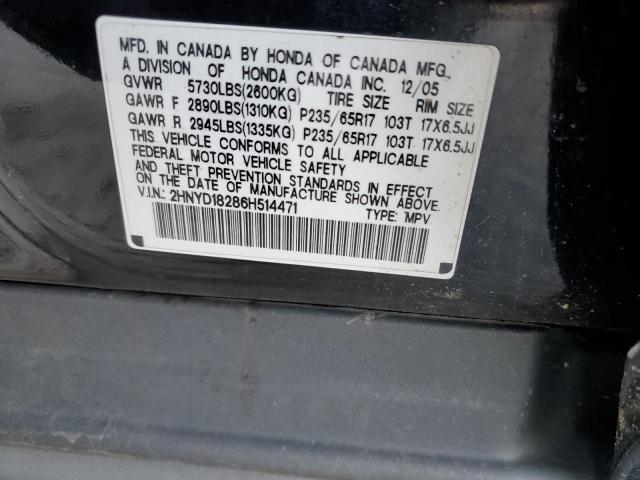 MFD. IN CANADA BY HONDA OF CANADA MFG.,
A DIVISION OF HONDA CANADA INC. 12/05
GVWR 5730LBS(2600KG) TIRE SIZE RIM SIZE
GAWR F 2890LBS(1310KG) P235/65R17 103T 17X6.5JJ
GAWR R 2945LBS(1335KG) P235/65R17 103T 17X6.5JJ
THIS VEHICLE CONFORMS TO ALL APPLICABLE
FEDERAL MOTOR VEHICLE SAFETY
AND THEFT PREVENTION STANDARDS IN EFFECT
ON THE DATE OF MANUFACTURE SHOWN ABOVE.
V.I.N.: 2HNYD18286H514471 TYPE: MPV